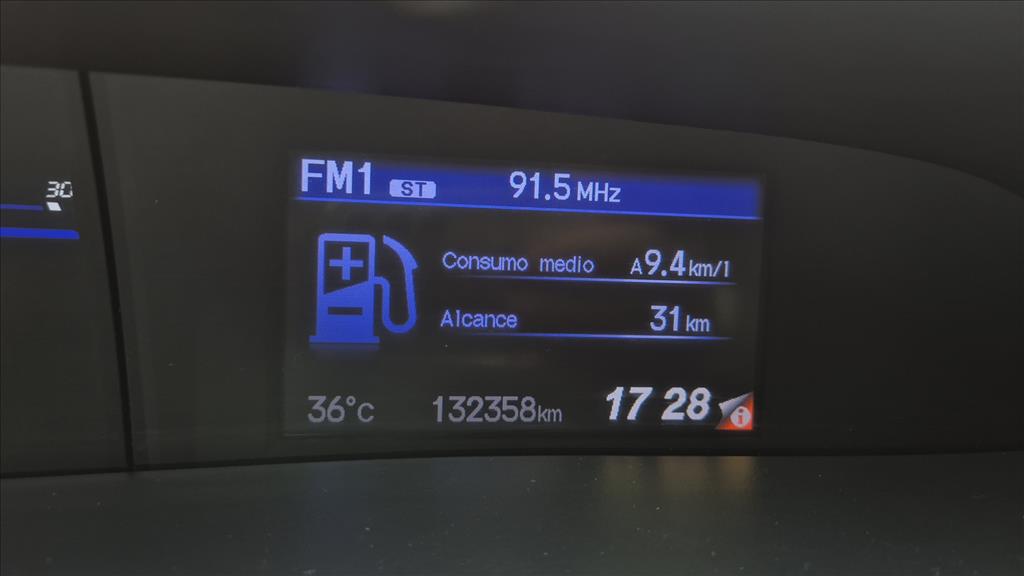 FM1 ST 91.5 MHz
30
Consumo medio A9.4 km/l
Alcance 31 km
36°C 132358km 17 28 i